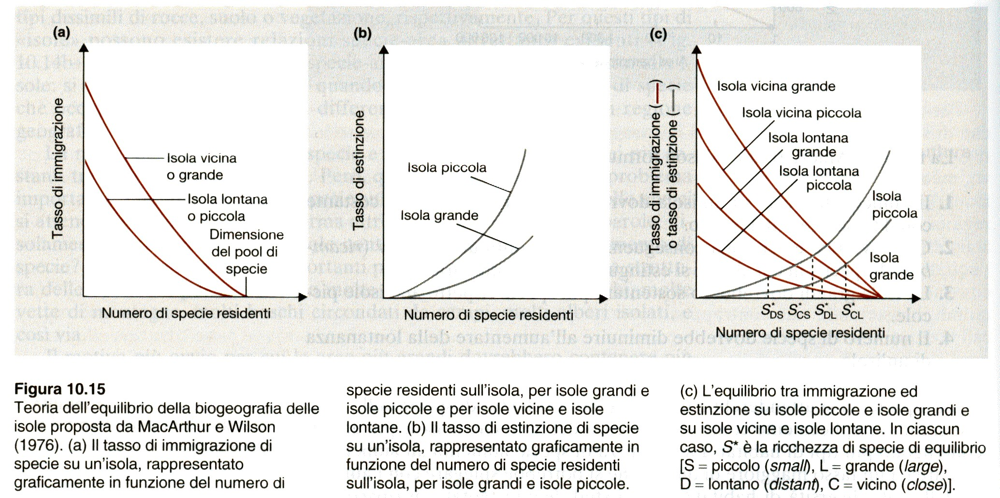 (a)
Tasso di immigrazione
Isola vicina
o grande
Isola lontana
o piccola
Dimensione
del pool di
specie
Numero di specie residenti
(b)
Tasso di estinzione
Isola piccola
Isola grande
Numero di specie residenti
(c)
Tasso di immigrazione (—)
o tasso di estinzione (—)
Isola vicina grande
Isola vicina piccola
Isola lontana
grande
Isola lontana
piccola
Isola
piccola
Isola
grande
S*DS S*CS S*DL S*CL
Numero di specie residenti
Figura 10.15
Teoria dell'equilibrio della biogeografia delle
isole proposta da MacArthur e Wilson
(1976). (a) Il tasso di immigrazione di
specie su un'isola, rappresentato
graficamente in funzione del numero di
specie residenti sull'isola, per isole grandi e
isole piccole e per isole vicine e isole
lontane. (b) Il tasso di estinzione di specie
su un'isola, rappresentato graficamente in
funzione del numero di specie residenti
sull'isola, per isole grandi e isole piccole.
(c) L'equilibrio tra immigrazione ed
estinzione su isole piccole e isole grandi e
su isole vicine e isole lontane. In ciascun
caso, S* è la ricchezza di specie di equilibrio
[S = piccolo (small), L = grande (large),
D = lontano (distant), C = vicino (close)].